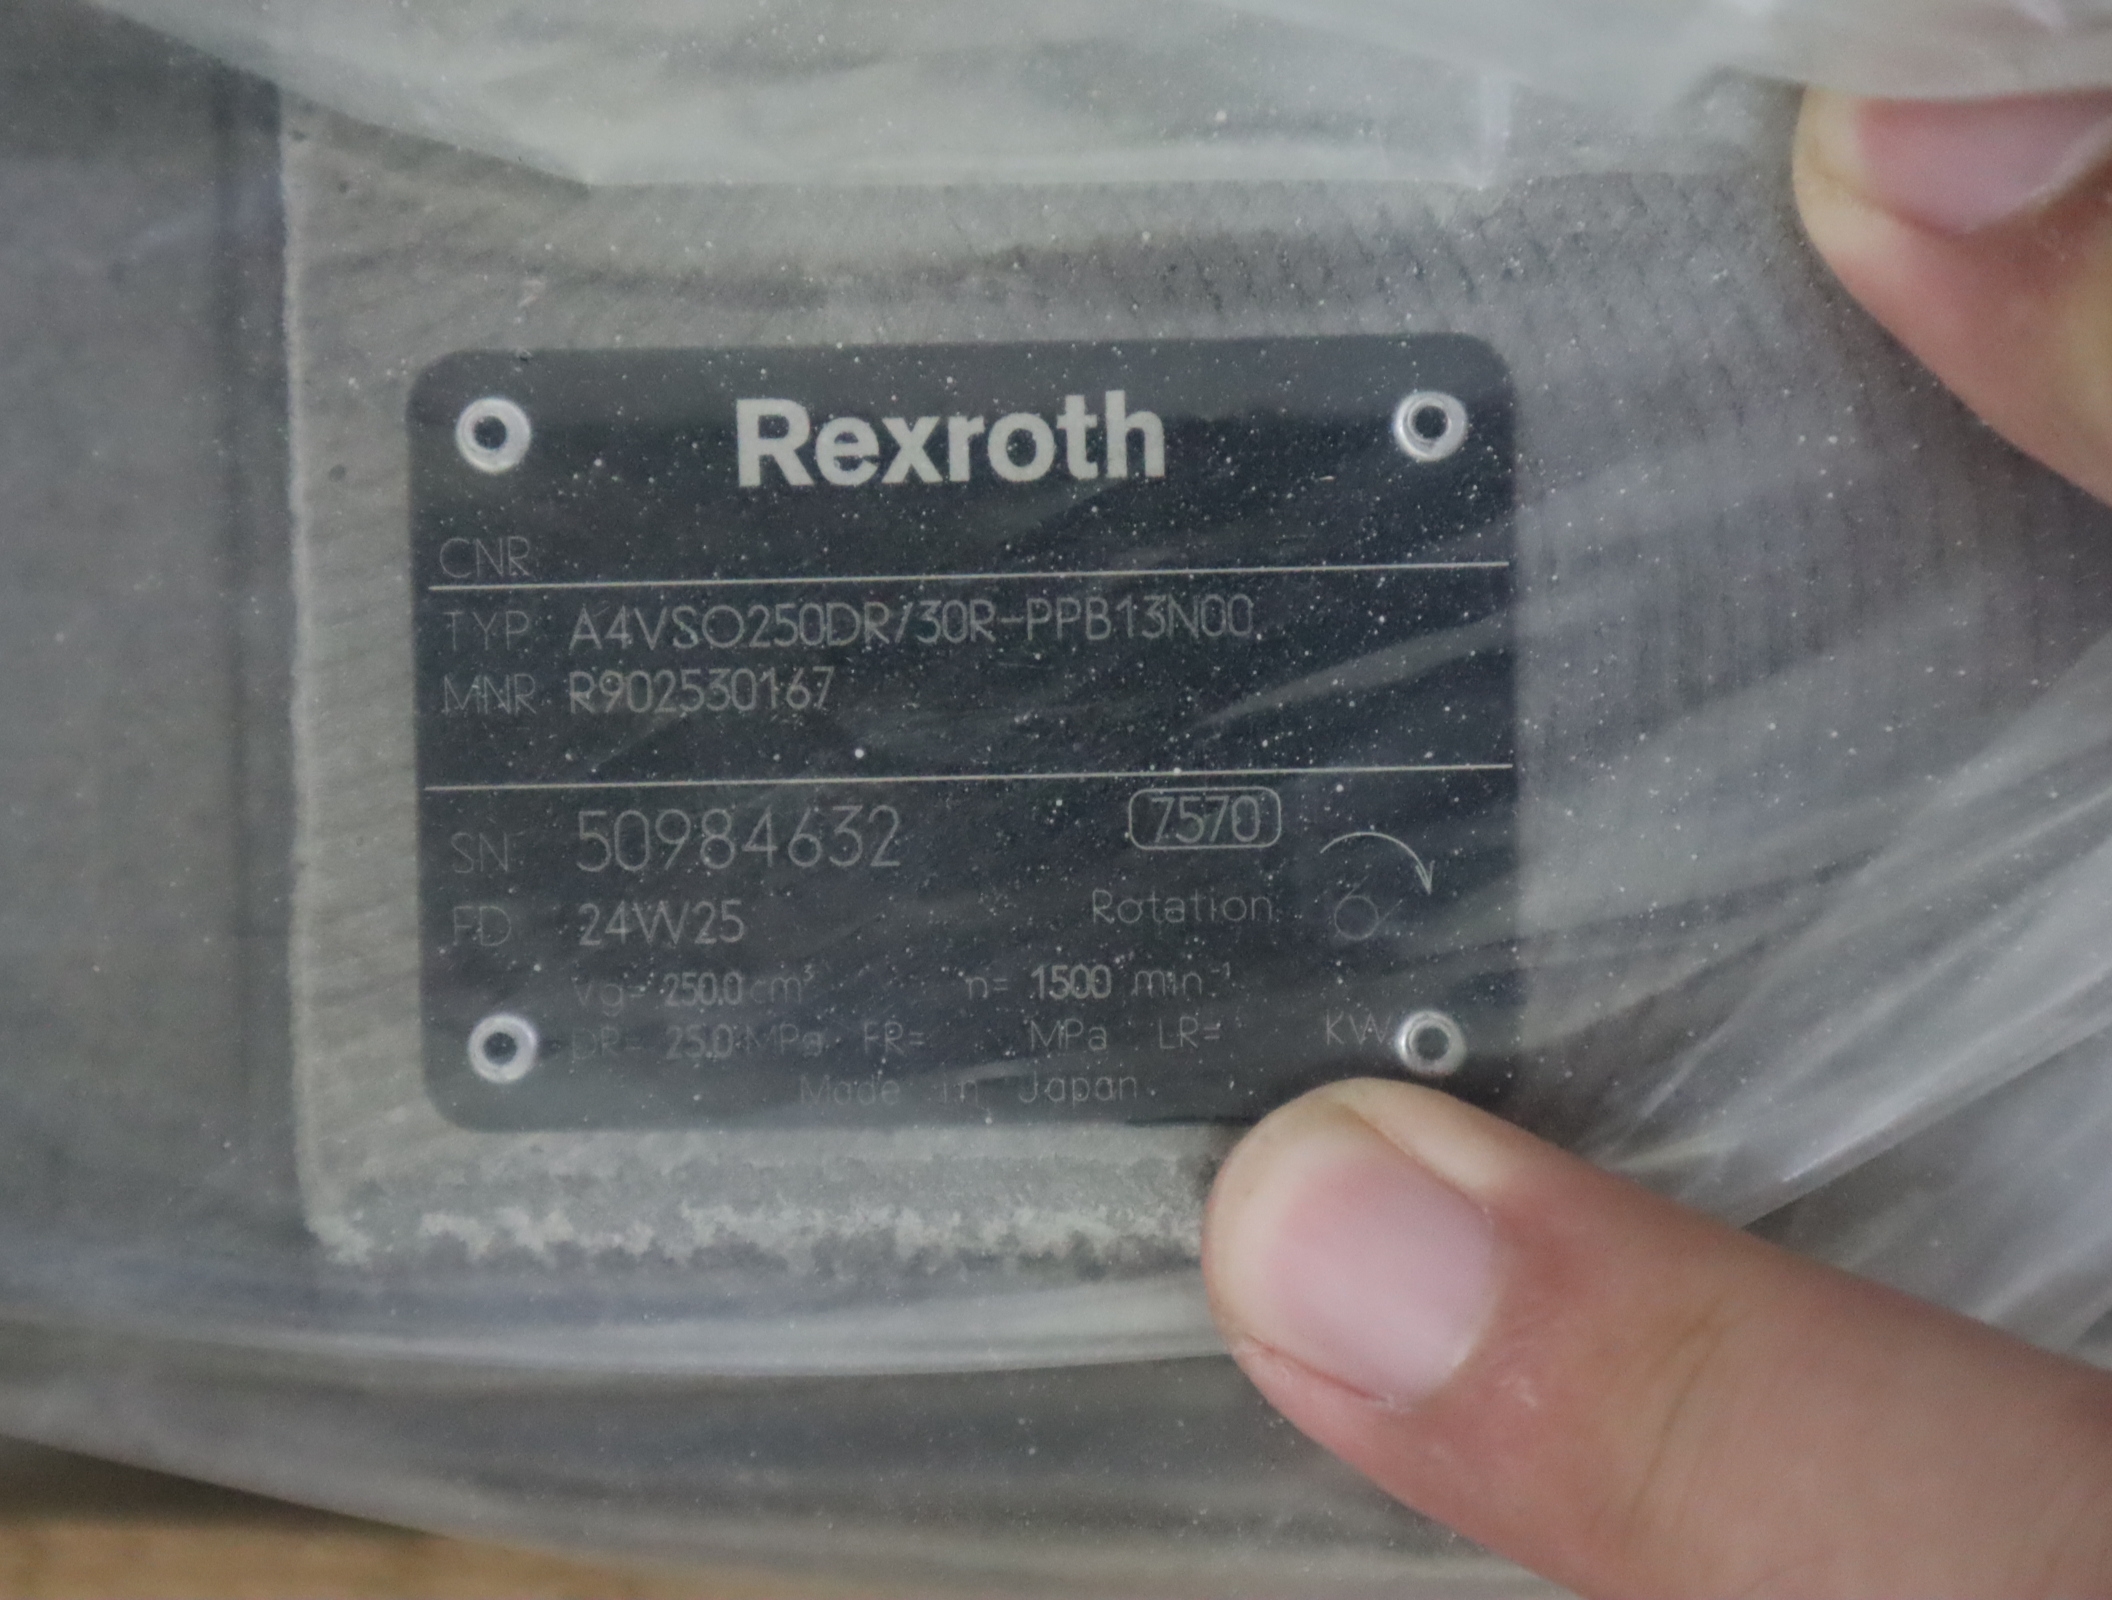 Rexroth
CNR
TYP A4VSO250DR/30R-PPB13N00
MNR R902530167
SN 50984632 7570
FD 24W25 Rotation
Vg= 250.0 cm³ n= 1500 min⁻¹
DR= 25.0 MPa FR= MPa LR= KW
Made in Japan